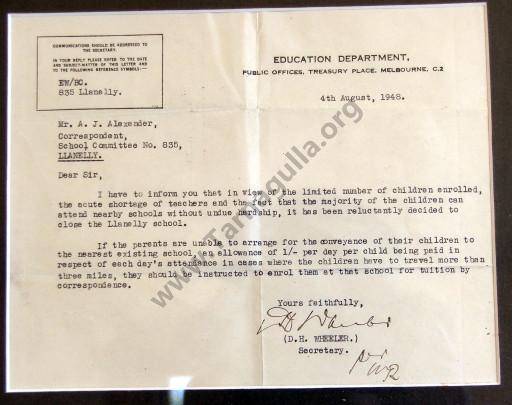 COMMUNICATIONS SHOULD BE ADDRESSED TO
THE SECRETARY.
IN YOUR REPLY PLEASE REFER TO THE DATE
AND SUBJECT-MATTER OF THIS LETTER AND
TO THE FOLLOWING REFERENCE SYMBOLS:—
EW/BC.
835 Llanelly.
EDUCATION DEPARTMENT,
PUBLIC OFFICES, TREASURY PLACE, MELBOURNE, C.2
4th August, 1948.
Mr. A. J. Alexander,
Correspondent,
School Committee No. 835,
LLANELLY.
Dear Sir,
I have to inform you that in view of the limited number of children enrolled,
the acute shortage of teachers and the fact that the majority of the children can
attend nearby schools without undue hardship, it has been reluctantly decided to
close the Llanelly school.
If the parents are unable to arrange for the conveyance of their children to
the nearest existing school, an allowance of 1/- per day per child being paid in
respect of each day's attendance in cases where the children have to travel more than
three miles, they should be instructed to enrol them at that school for tuition by
correspondence.
Yours faithfully,
(D.H. WHEELER.)
Secretary.
www.Tarnagulla.org